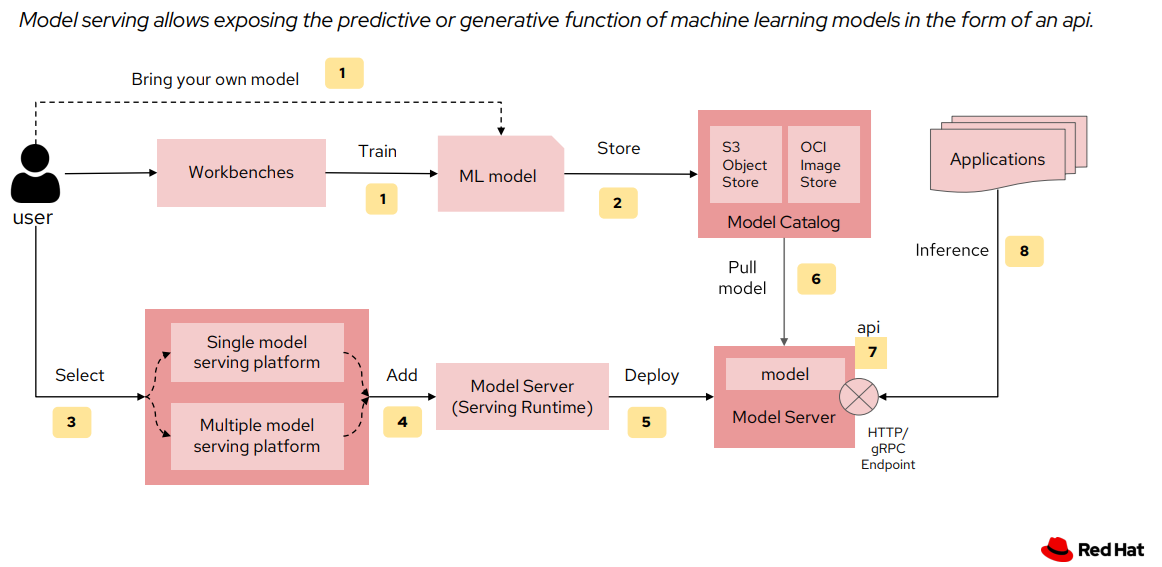 Model serving allows exposing the predictive or generative function of machine learning models in the form of an api.
Bring your own model
1
user
Workbenches
Train
1
ML model
Store
2
S3
Object
Store
OCI
Image
Store
Model Catalog
Applications
Inference
8
Pull
model
6
Select
3
Single model
serving platform
Multiple model
serving platform
Add
4
Model Server
(Serving Runtime)
Deploy
5
api
7
model
Model Server
HTTP/
gRPC
Endpoint
Red Hat